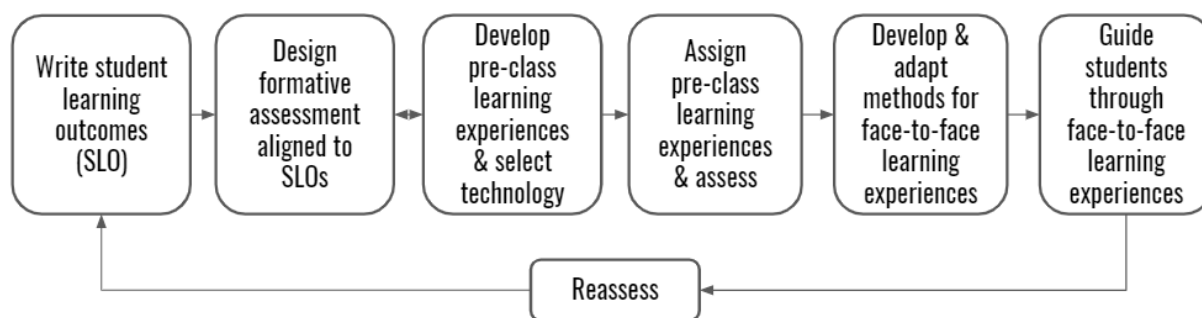 Write student
learning
outcomes
(SLO)
Design
formative
assessment
aligned to
SLOs
Develop
pre-class
learning
experiences
& select
technology
Assign
pre-class
learning
experiences
& assess
Develop &
adapt
methods for
face-to-face
learning
experiences
Guide
students
through
face-to-face
learning
experiences
Reassess